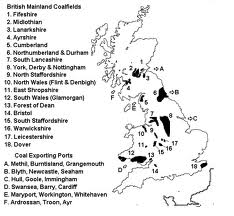 British Mainland Coalfields
1. Fifeshire
2. Midlothian
3. Lanarkshire
4. Ayrshire
5. Cumberland
6. Northumberland & Durham
7. South Lancashire
8. York, Derby & Nottingham
9. North Staffordshire
10. North Wales (Flint & Denbigh)
11. East Shropshire
12. South Wales (Glamorgan)
13. Forest of Dean
14. Bristol
15. South Staffordshire
16. Warwickshire
17. Leicestershire
18. Dover
Coal Exporting Ports
A. Methil, Burntisland, Grangemouth
B. Blyth, Newcastle, Seaham
C. Hull, Goole, Immingham
D. Swansea, Barry, Cardiff
E. Maryport, Workington, Whitehaven
F. Ardrossan, Troon, Ayr